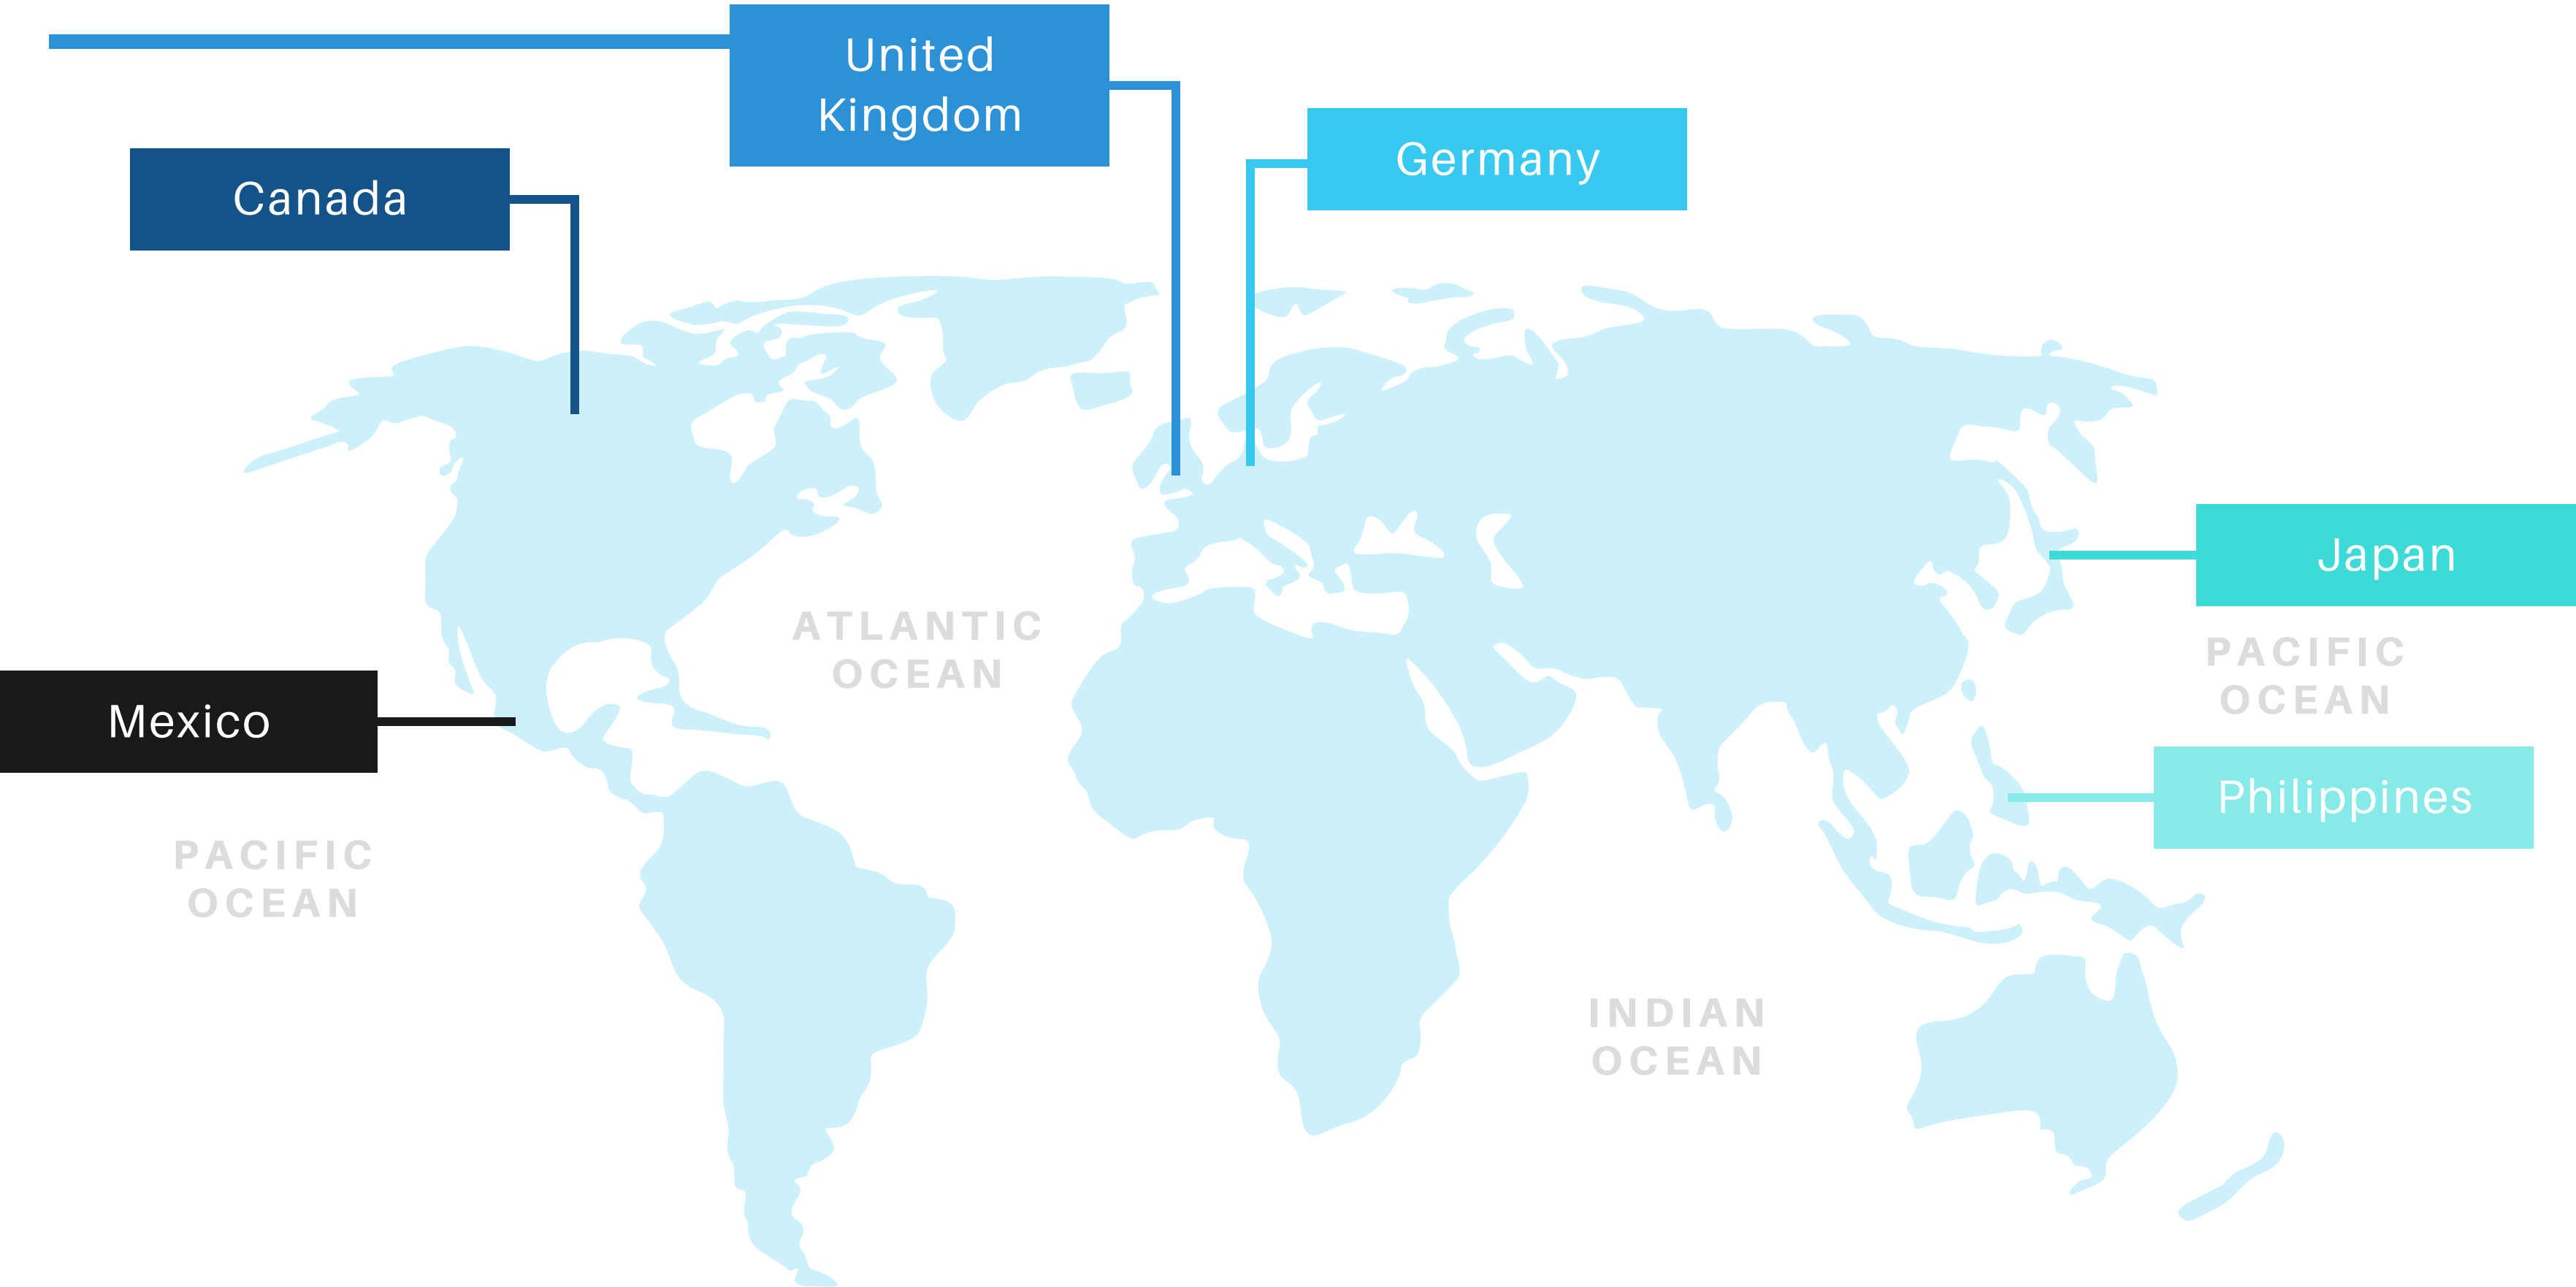 United
Kingdom
Germany
Canada
Japan
ATLANTIC
OCEAN
PACIFIC
OCEAN
Mexico
Philippines
PACIFIC
OCEAN
INDIAN
OCEAN